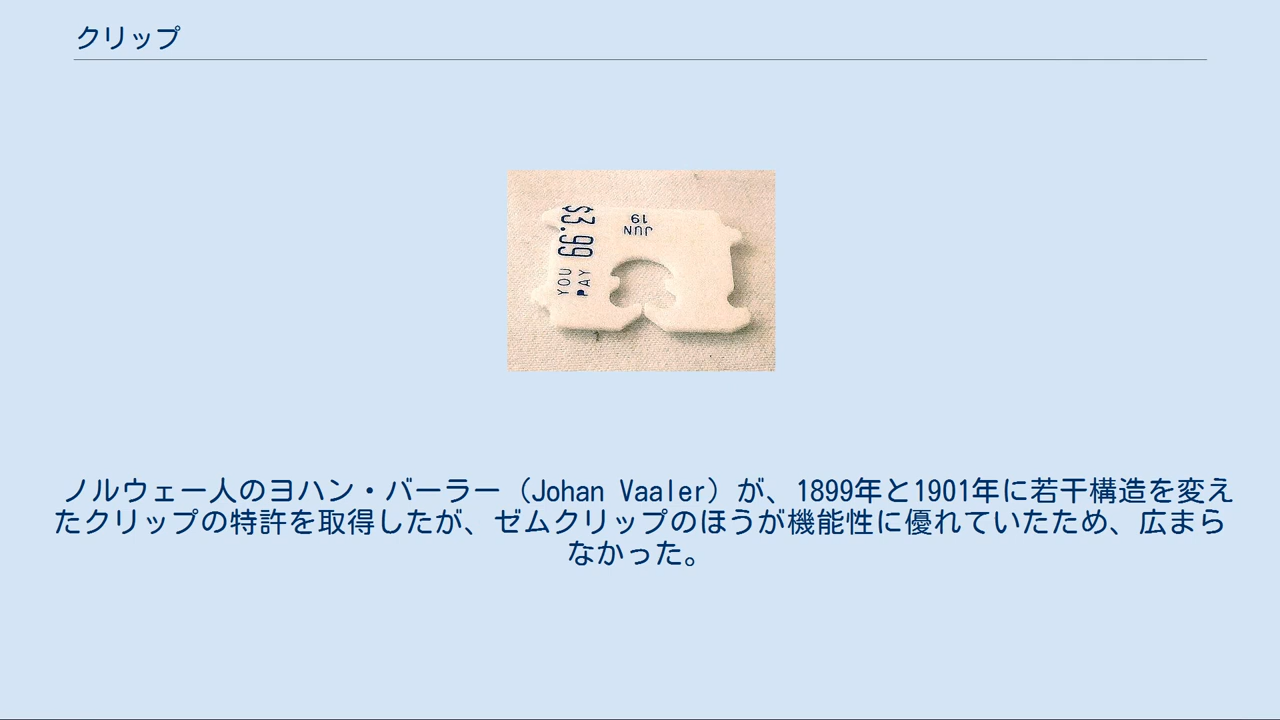 クリップ
$3.99
JUN
19
YOU
PAY
ノルウェー人のヨハン・バーラー（Johan Vaaler）が、1899年と1901年に若干構造を変え
たクリップの特許を取得したが、ゼムクリップのほうが機能性に優れていたため、広まら
なかった。